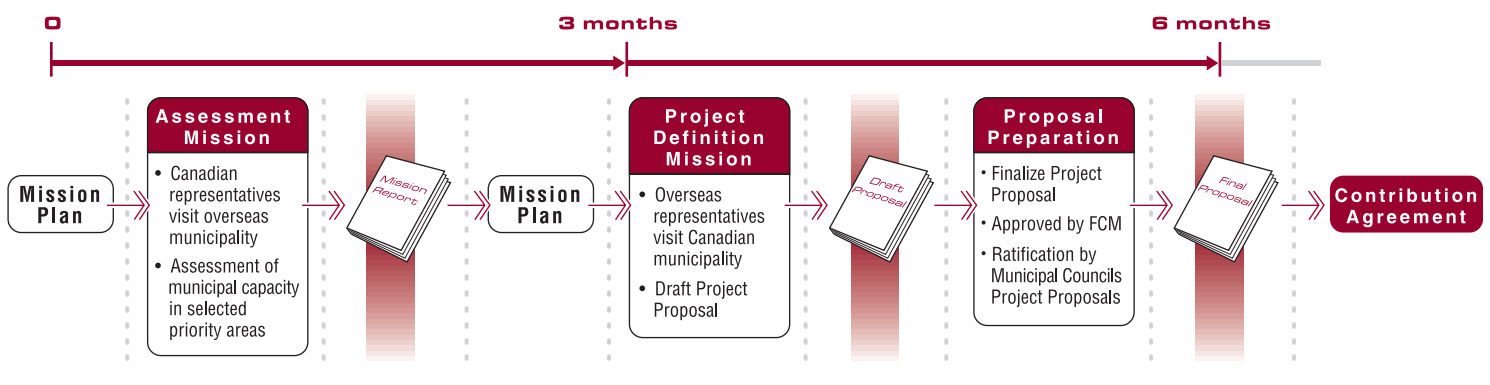 0
3 months
6 months
Mission
Plan
Assessment
Mission
• Canadian
representatives
visit overseas
municipality
• Assessment of
municipal capacity
in selected
priority areas
Mission
Report
Mission
Plan
Project
Definition
Mission
• Overseas
representatives
visit Canadian
municipality
• Draft Project
Proposal
Draft
Proposal
Proposal
Preparation
• Finalize Project
Proposal
• Approved by FCM
• Ratification by
Municipal Councils
Project Proposals
Final
Proposal
Contribution
Agreement